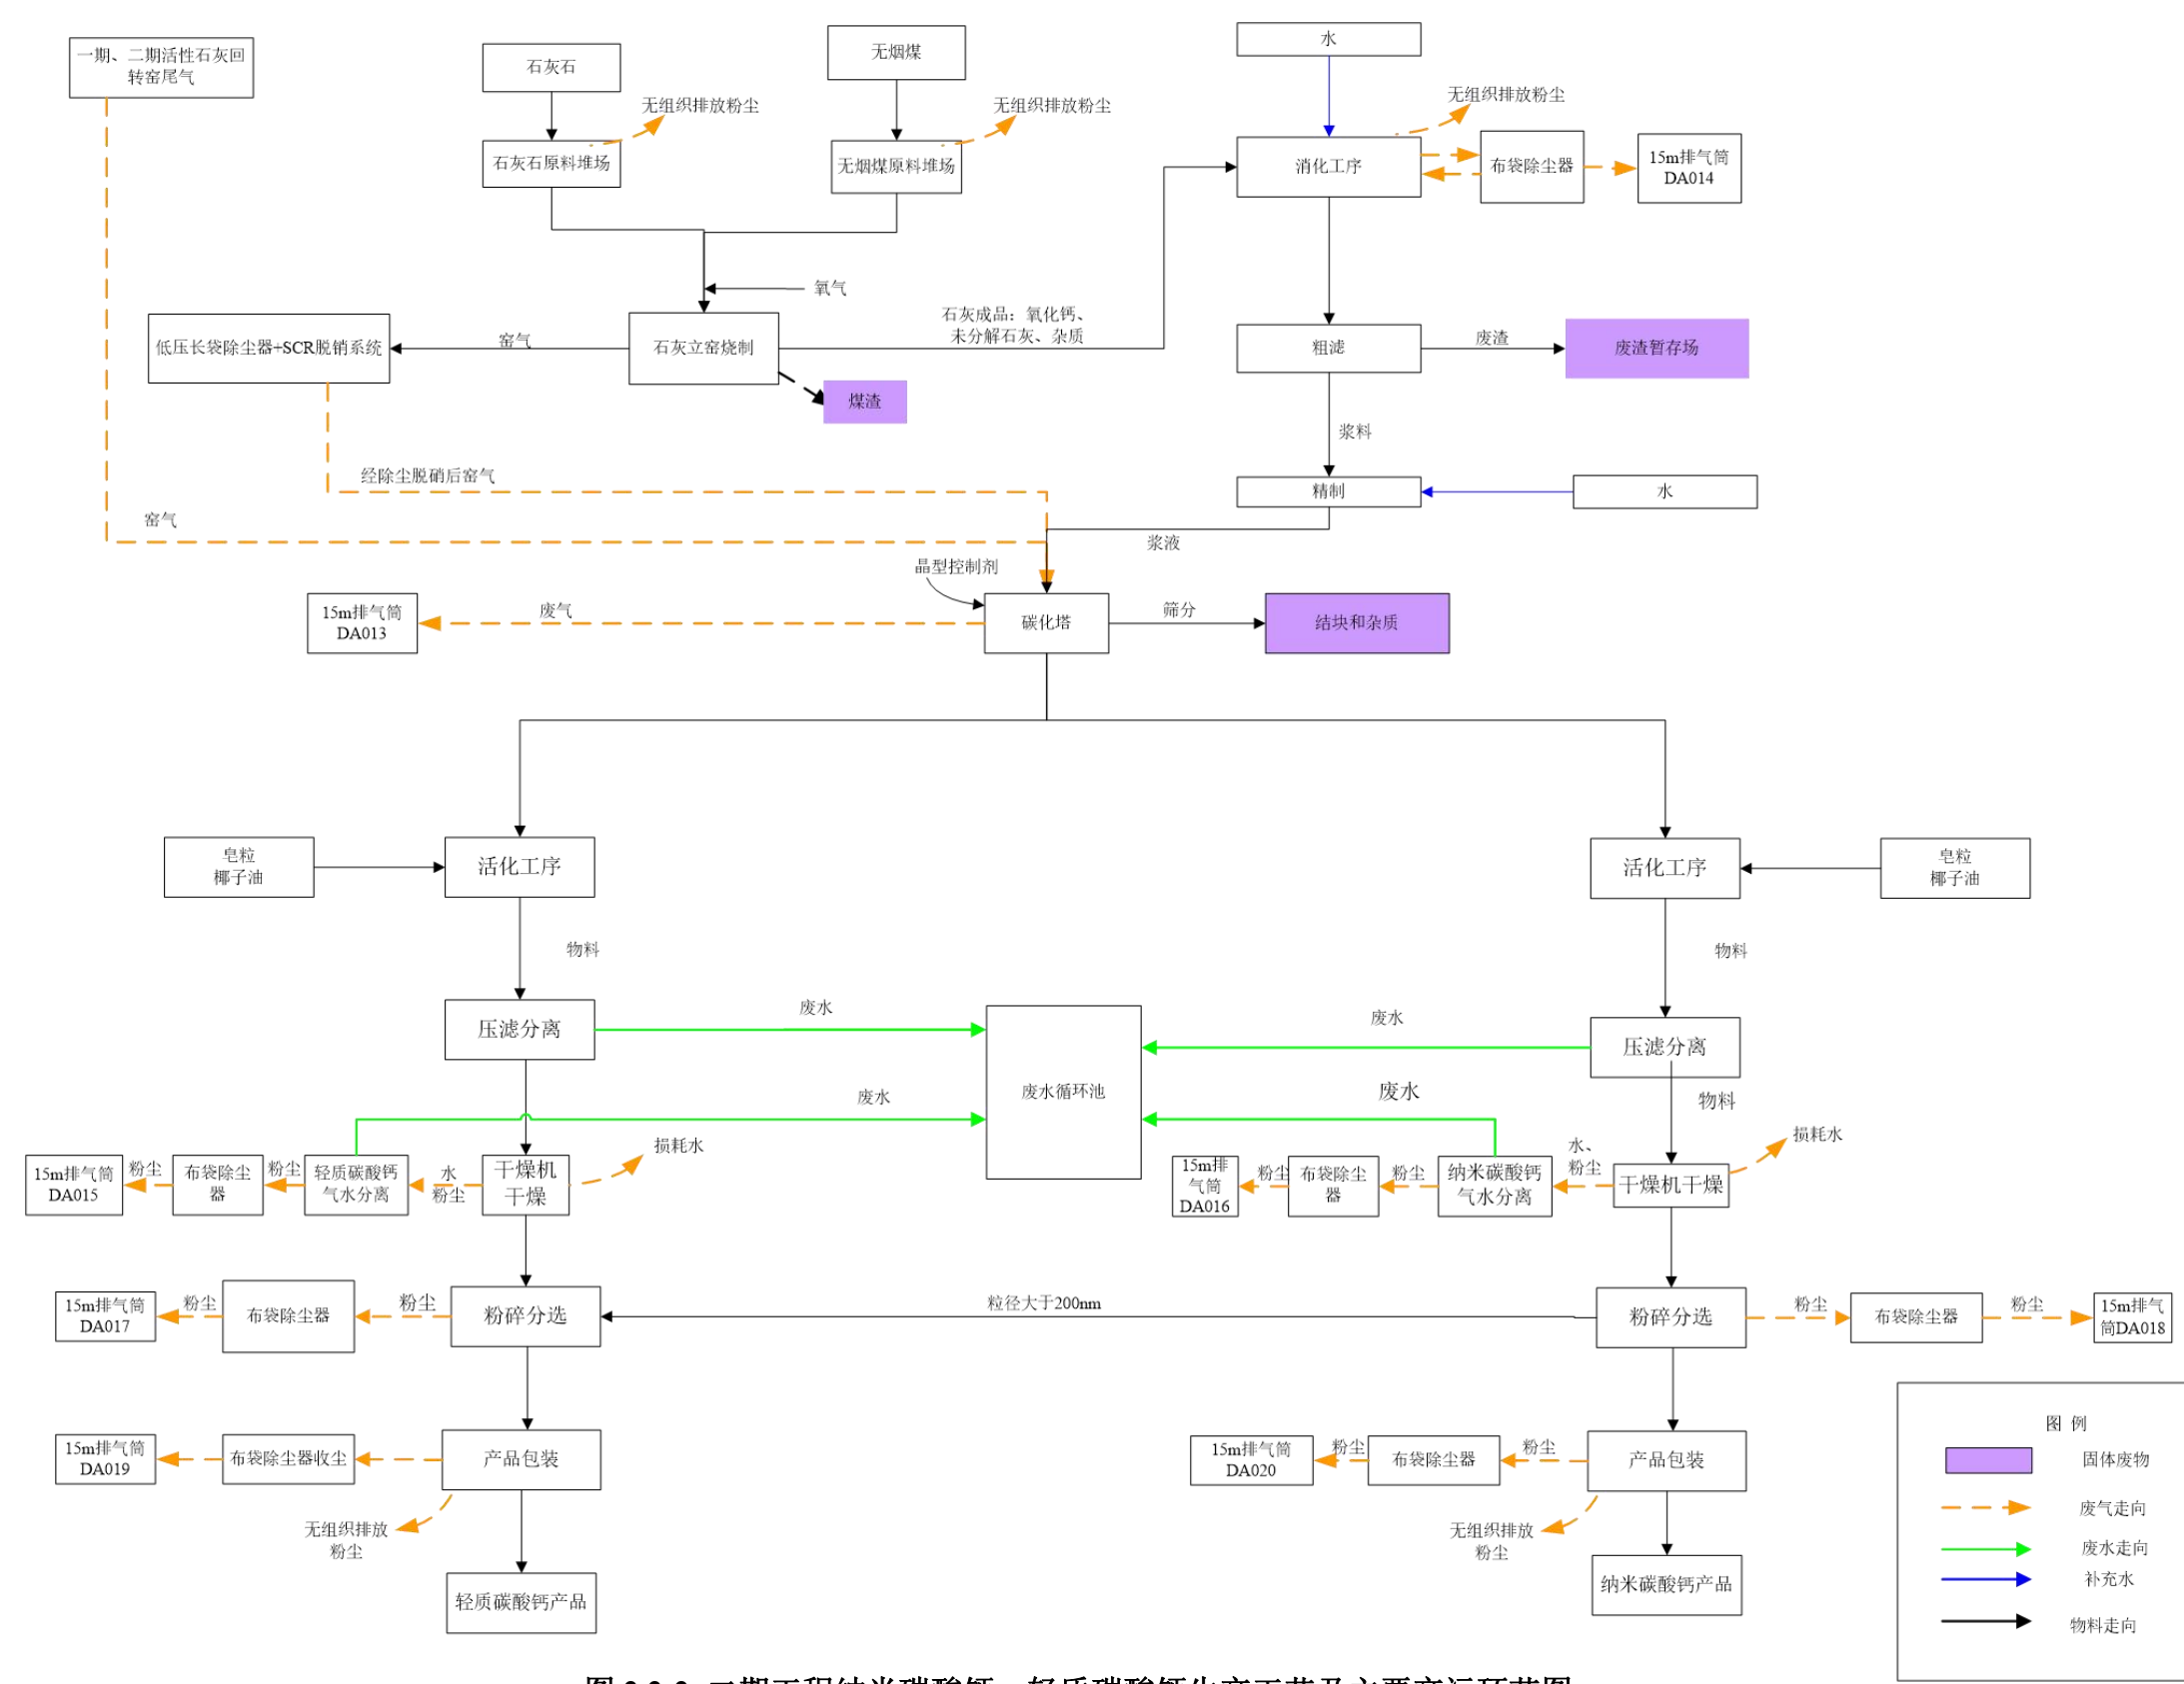 一期、二期活性石灰回
转窑尾气
石灰石
无烟煤
水
无组织排放粉尘
无组织排放粉尘
无组织排放粉尘
石灰石原料堆场
无烟煤原料堆场
消化工序
布袋除尘器
15m排气筒
DA014
氧气
石灰成品：氧化钙、
未分解石灰、杂质
低压长袋除尘器+SCR脱销系统
窑气
石灰立窑烧制
粗滤
废渣
废渣暂存场
煤渣
浆料
经除尘脱硝后窑气
精制
水
窑气
浆液
晶型控制剂
15m排气筒
DA013
废气
碳化塔
筛分
结块和杂质
皂粒
椰子油
活化工序
活化工序
皂粒
椰子油
物料
物料
压滤分离
废水
废水
压滤分离
废水循环池
废水
废水
物料
损耗水
损耗水
15m排气筒
DA015
粉尘
布袋除尘
器
粉尘
轻质碳酸钙
气水分离
水
粉尘
干燥机
干燥
15m排
气筒
DA016
粉尘
布袋除尘
器
粉尘
纳米碳酸钙
气水分离
水、
粉尘
干燥机干燥
15m排气筒
DA017
粉尘
布袋除尘器
粉尘
粉碎分选
粒径大于200nm
粉碎分选
粉尘
布袋除尘器
粉尘
15m排气
筒DA018
15m排气筒
DA019
布袋除尘器收尘
产品包装
15m排气筒
DA020
粉尘
布袋除尘器
粉尘
产品包装
无组织排放
粉尘
无组织排放
粉尘
轻质碳酸钙产品
纳米碳酸钙产品
图 例
固体废物
废气走向
废水走向
补充水
物料走向